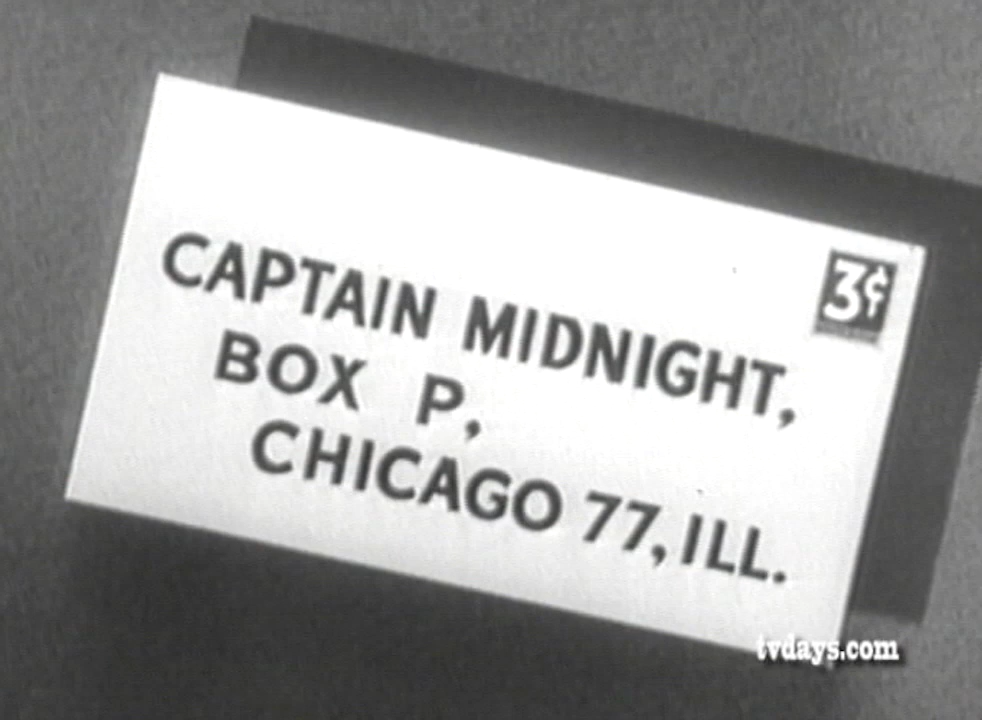 3¢
CAPTAIN MIDNIGHT,
BOX P,
CHICAGO 77, ILL.
tvdays.com